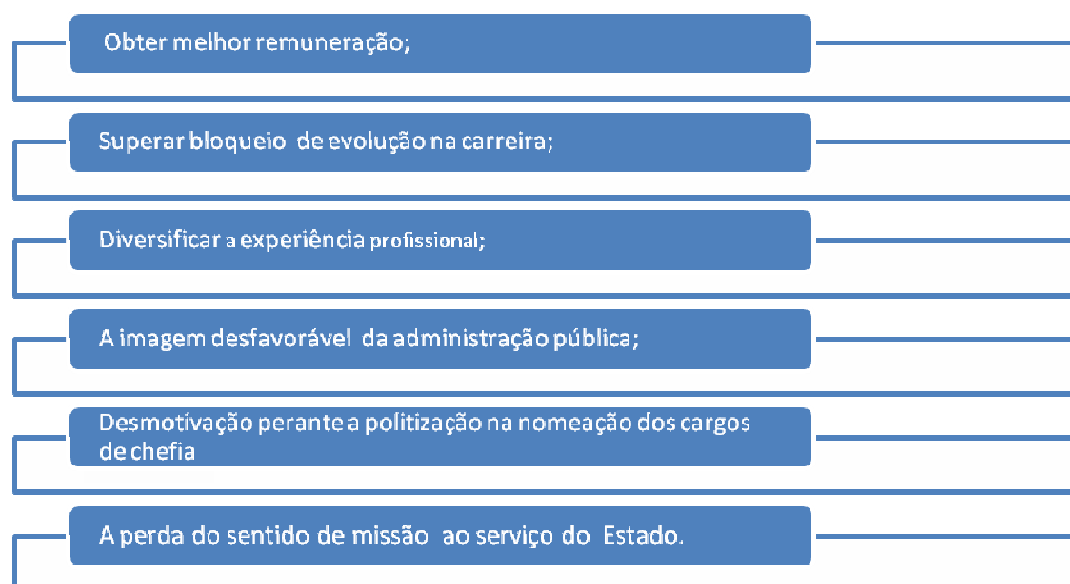 Obter melhor remuneração;
Superar bloqueio de evolução na carreira;
Diversificar a experiência profissional;
A imagem desfavorável da administração pública;
Desmotivação perante a politização na nomeação dos cargos
de chefia
A perda do sentido de missão ao serviço do Estado.